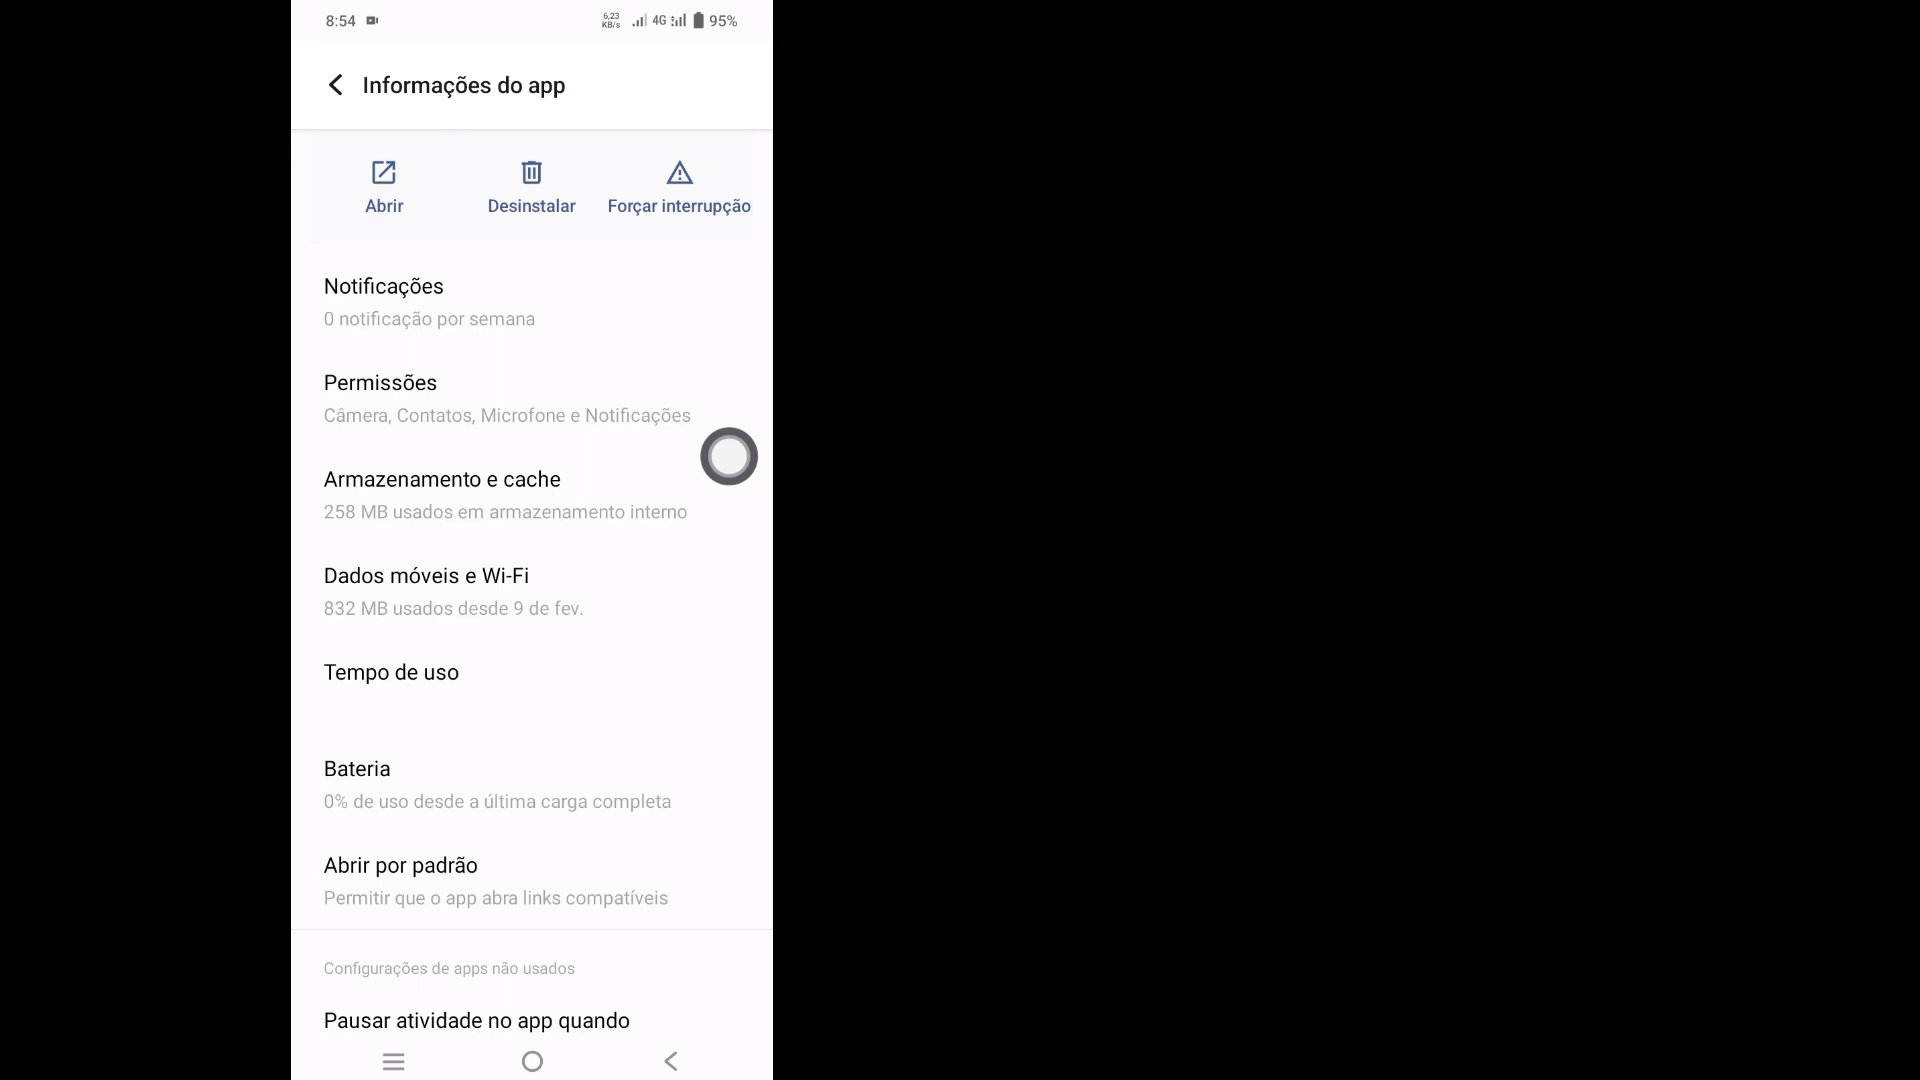 8:54
6,23 KB/s 4G 95%
Informações do app
Abrir Desinstalar Forçar interrupção
Notificações
0 notificação por semana
Permissões
Câmera, Contatos, Microfone e Notificações
Armazenamento e cache
258 MB usados em armazenamento interno
Dados móveis e Wi-Fi
832 MB usados desde 9 de fev.
Tempo de uso
Bateria
0% de uso desde a última carga completa
Abrir por padrão
Permitir que o app abra links compatíveis
Configurações de apps não usados
Pausar atividade no app quando